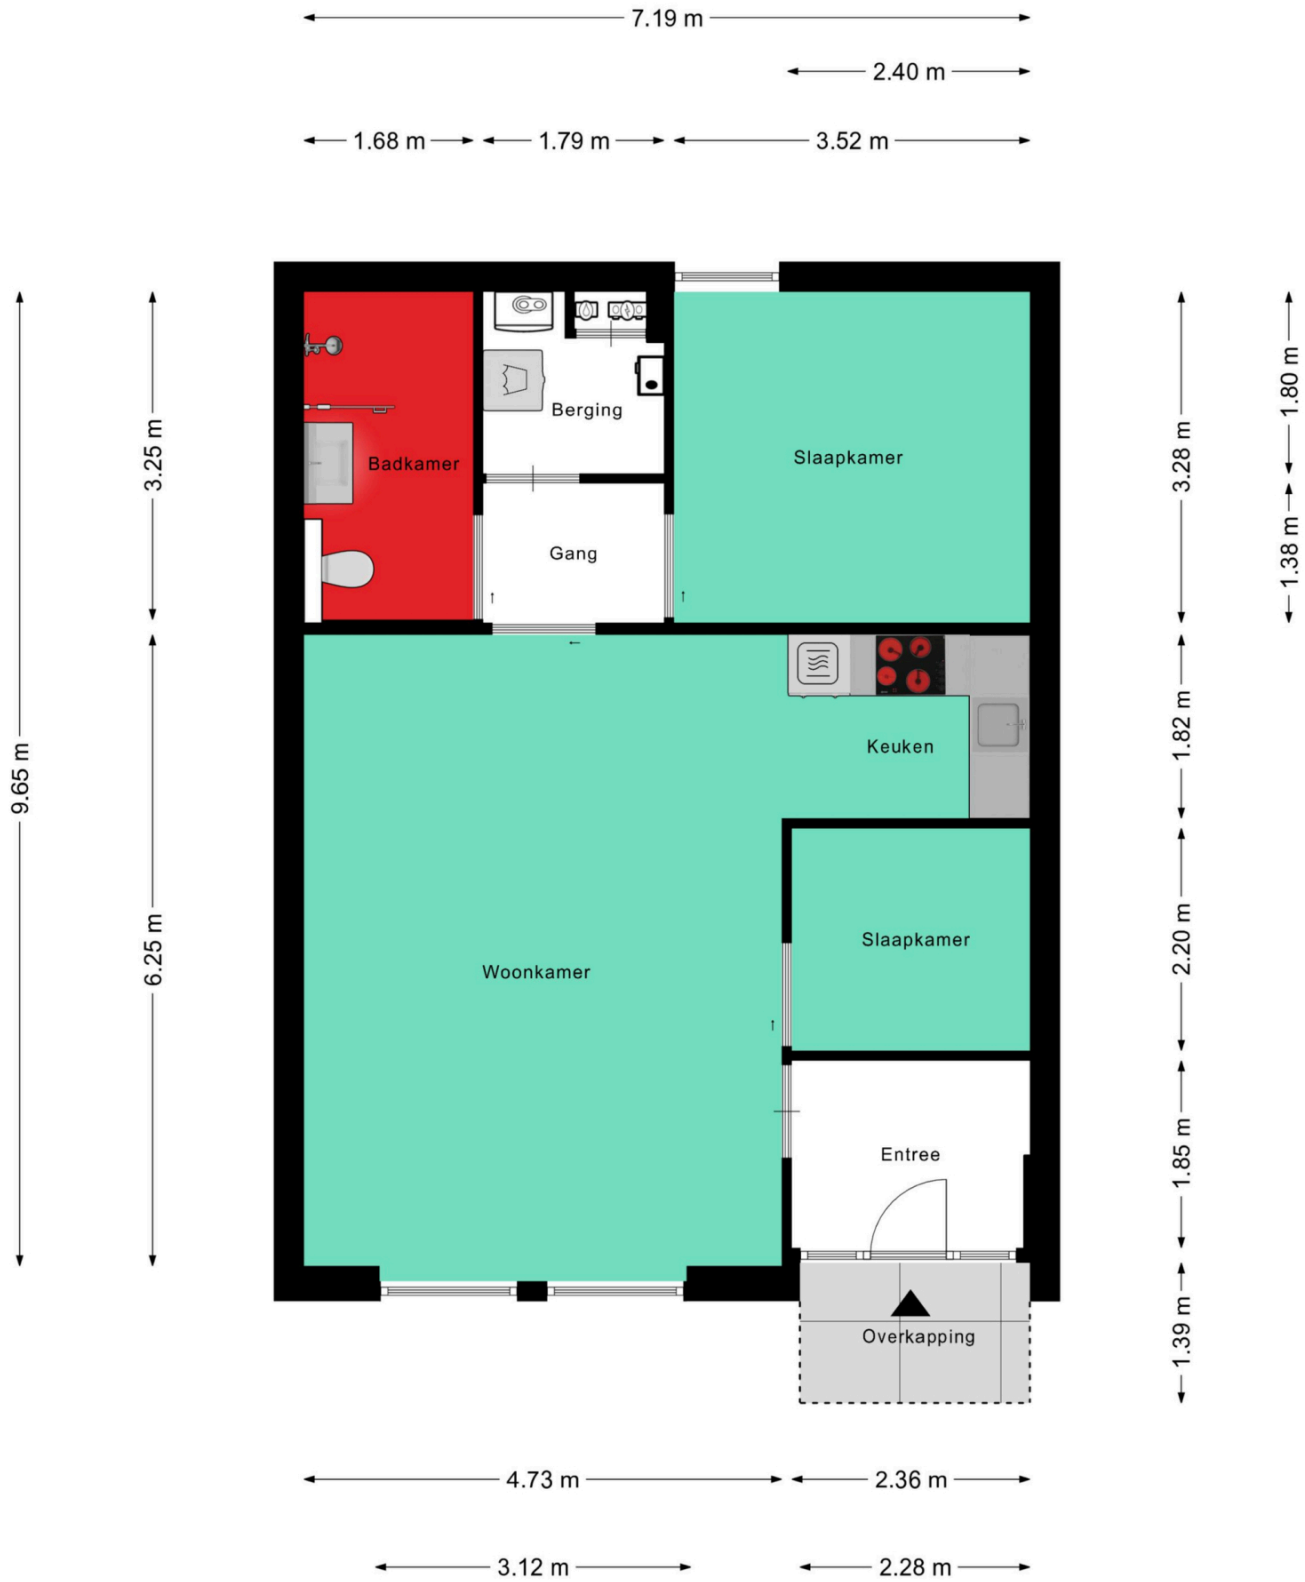 7.19 m
2.40 m
1.68 m
1.79 m
3.52 m
9.65 m
3.25 m
6.25 m
Badkamer
Berging
Gang
Slaapkamer
Keuken
Slaapkamer
Woonkamer
Entree
Overkapping
3.28 m
1.82 m
2.20 m
1.85 m
1.39 m
1.80 m
1.38 m
4.73 m
2.36 m
3.12 m
2.28 m